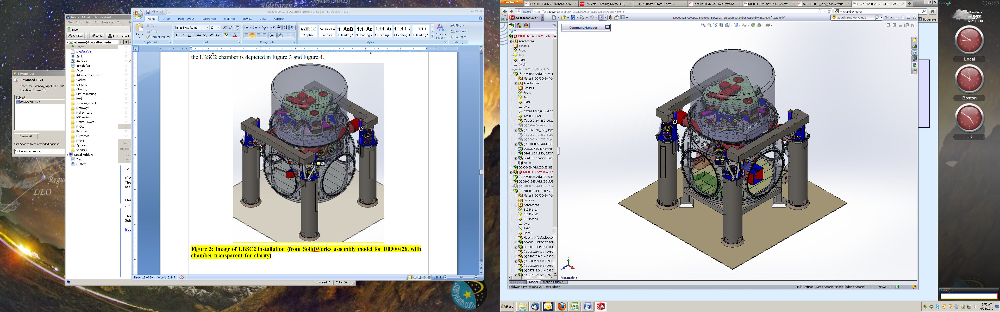 Aldebaran
Hyades (Mel25)
Regu
LEO
starryearth.com
1 Reminder
Advanced LIGO
Start time: Monday, April 23, 2012
Location: Downs 318
Subject
Advanced LIGO
Dismiss All
Click Snooze to be reminded again in:
5 minutes before start
Inbox - Mozilla Thunderbird
File Edit View Go Message Tools
Inbox
Get Mail Write Address Book
ejames@ligo.caltech.edu
Inbox
Drafts (2)
Sent
Archives
Trash (3)
Action
Administrative Files
Cabling
clamping
Cleaning
Dry Ice Blasting
Hold
Initial Alignment
Metrology
Mid arm test
NSF review
Optical Levers
P-CAL
Personal
Purchases
Pylons
Systems
Vendors
Local Folders
Trash
Outbox
From
Subject
To
Cc
To
Ple
The
DCC
Cha
Lever
Tha
Joh
htt
Unread: 0 Total: 34
E1200329-v1 LBSC2 install procedure.docx - Microsoft Word
Home Insert Page Layout References Mailings Review View Acrobat
Paste
Cut
Copy
Format Painter
Clipboard
Times New Roman 12
Font
Paragraph
AaBbCcI AaBbCcDc 1 AaB 1.1 Aa 1.1.1 Aa 1.1.1.1 1.1.1.1.1
Caption Emphasis Heading 1 Heading 2 Heading 3 Heading 4 Heading 5
Change Styles
Styles
Find
Replace
Select
Editing
The completed installation of all of the interferometer assemblies and components associated with
the LBSC2 chamber is depicted in Figure 3 and Figure 4.
Figure 3: Image of LBSC2 installation (from SolidWorks assembly model for D0900428, with
chamber transparent for clarity)
Page: 12 of 20 Words: 3,445
140%
Firefox
LIGO-M080375-V10 (Abbreviatio...
CNN.com - Breaking News, U.S.,...
LIGO Roster/Staff Directory
D0900428-v5 AdvLIGO Systems...
D0900428-v5 AdvLIGO Systems...
ACR-110051_AOS_Split Activitie...
LIGO-D1200528-v1: ALIGO, AO...
ligo.org https://dcc.ligo.org/cgi-bin/private/DocDB/ShowDocument?docid=89376
chandler menu
Bookmarks
SOLIDWORKS
D0900428 AdvLIGO Systems, BSC2-L1 Top Level Chamber Assembly.SLDASM [Read-only]
Search SolidWorks Help
CommandManager
D0900428 AdvLIGO Systems
Annotations
Sensors
Front
Top
Right
Origin
AdvLIGO 0,0,0 Local CS
(f) D0900429 AdvLIGO VE B
Mates in D0900428 Adv
Annotations
Sensors
Front
Top
Right
Origin
BSC2-L1 0,0,0 Local CS
Top BSC Floor
(f) D060139_BSC_Lowe
(-) Cable Baskets<1> (D
(-) D060140_BSC_Uppe
(-) D060141_BSC_Supp
(-) D060141_BSC_Supp
(-) D1000858 AdvLIGO.
D980227-00-E Naming C
D961115 ALIGO, BSC Fl
D961107 Chamber Supp
Mates
D0900430 AdvLIGO SEI BSC
D0900431 AdvLIGO SUS
(-) D0900525 AdvLIGO SUS
(-) D1001245 AdvLIGO SUS
(-) D1000554 AdvLIGO ZEM
(-) D1000513 HEPI, BSC, C
Mates in D0900428 Adv
Sensors
Annotations
513 Plane1
513 Plane2
513 Plane3
Origin
Axis1
Plane5
Floor<1> (Default<<De
D040001 HEPI-BSC TOP
D040001 HEPI-BSC TOP
(-) D980239<1> (D980
(-) D980239<2> (D980
(-) D980239<3> (D980
(-) D980239<4> (D980
(-) D972122<1> (D972
(-) D972122<2> (D972
*Isometric
Model Motion Study 1
SolidWorks Professional 2012 x64 Edition
Fully Defined Large Assembly Mode Editing Assembly MMGS
Google
Pasadena
57°
H73° | L43°
Local
Boston
UK
Google
Start
8:50 AM
4/23/2012